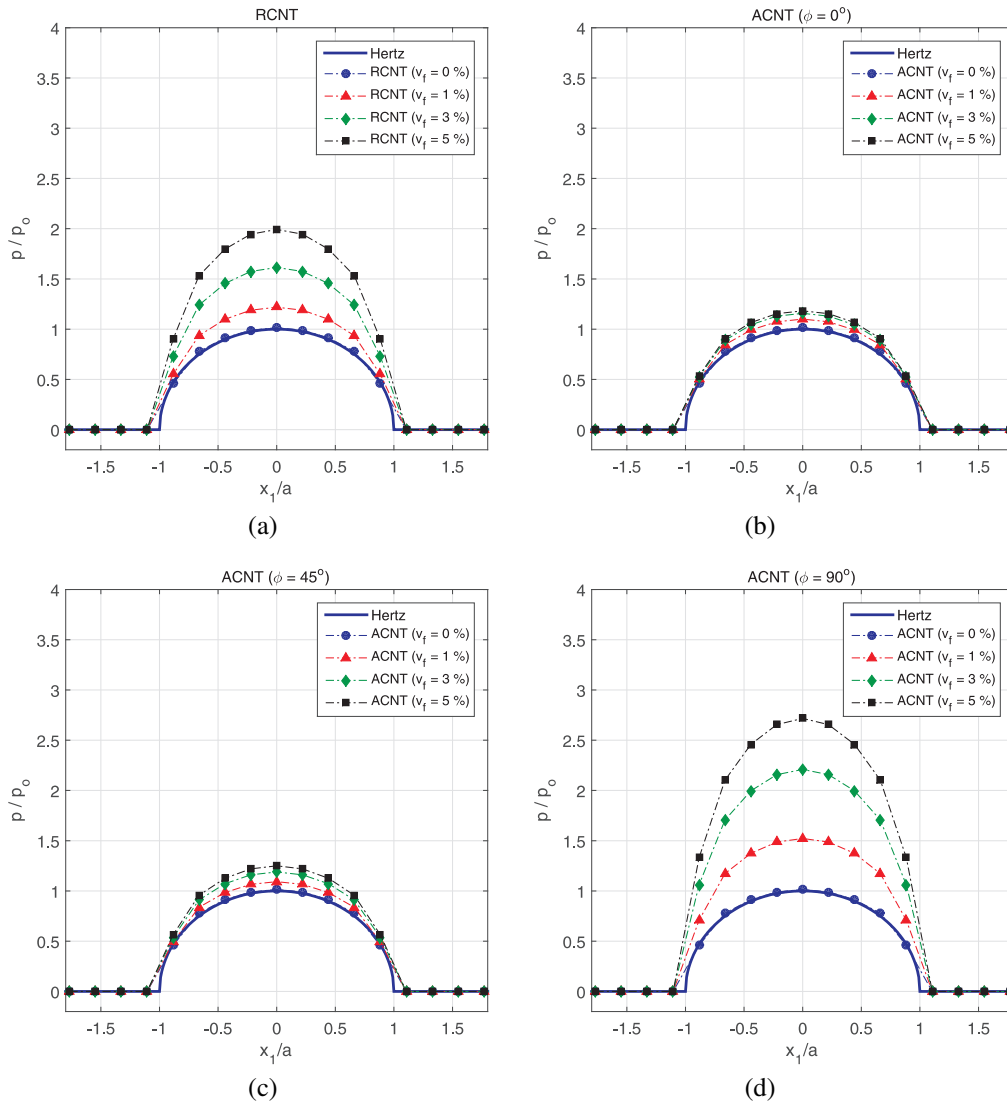 RCNT
4
3.5
3
2.5
2
1.5
1
0.5
0
p / p_o
-1.5 -1 -0.5 0 0.5 1 1.5
x_1/a
Hertz
RCNT (v_f = 0 %)
RCNT (v_f = 1 %)
RCNT (v_f = 3 %)
RCNT (v_f = 5 %)
(a)
ACNT (ϕ = 0°)
4
3.5
3
2.5
2
1.5
1
0.5
0
p / p_o
-1.5 -1 -0.5 0 0.5 1 1.5
x_1/a
Hertz
ACNT (v_f = 0 %)
ACNT (v_f = 1 %)
ACNT (v_f = 3 %)
ACNT (v_f = 5 %)
(b)
ACNT (ϕ = 45°)
4
3.5
3
2.5
2
1.5
1
0.5
0
p / p_o
-1.5 -1 -0.5 0 0.5 1 1.5
x_1/a
Hertz
ACNT (v_f = 0 %)
ACNT (v_f = 1 %)
ACNT (v_f = 3 %)
ACNT (v_f = 5 %)
(c)
ACNT (ϕ = 90°)
4
3.5
3
2.5
2
1.5
1
0.5
0
p / p_o
-1.5 -1 -0.5 0 0.5 1 1.5
x_1/a
Hertz
ACNT (v_f = 0 %)
ACNT (v_f = 1 %)
ACNT (v_f = 3 %)
ACNT (v_f = 5 %)
(d)